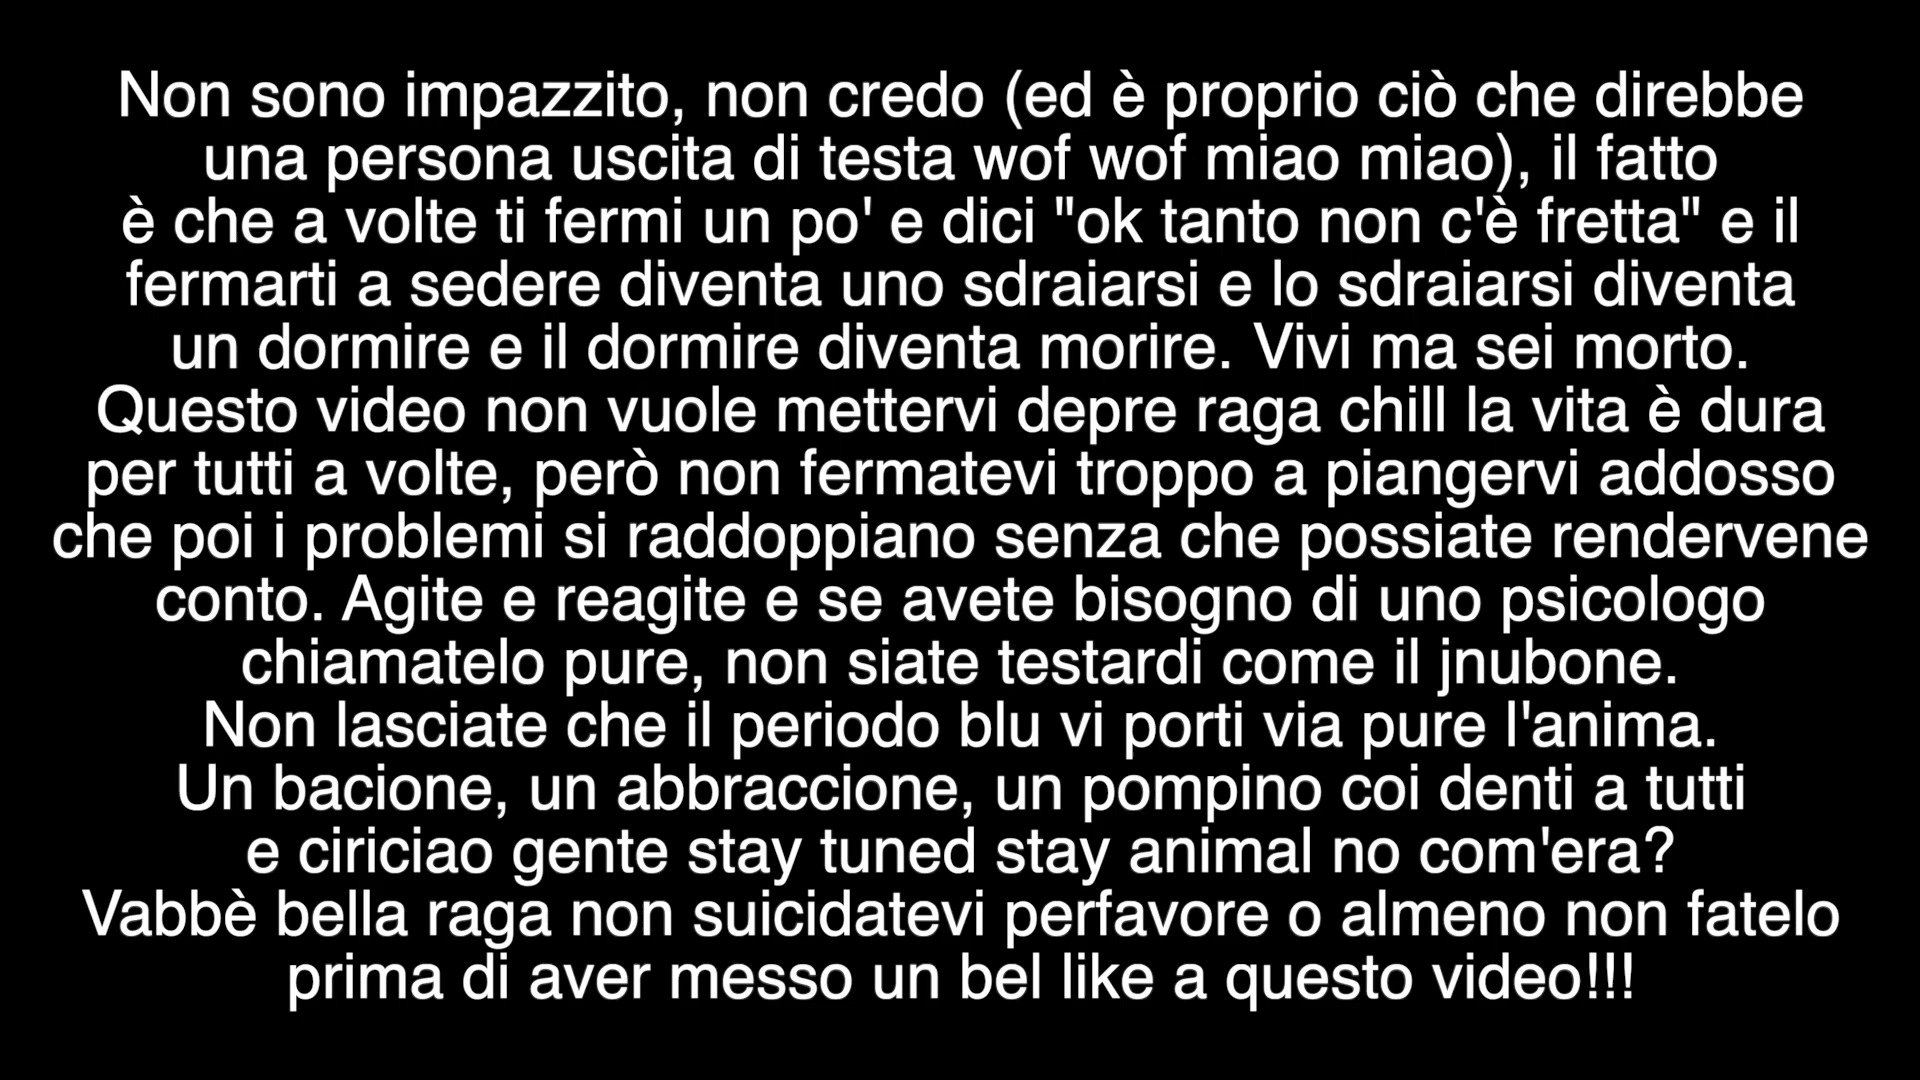 Non sono impazzito, non credo (ed è proprio ciò che direbbe
una persona uscita di testa wof wof miao miao), il fatto
è che a volte ti fermi un po' e dici "ok tanto non c'è fretta" e il
fermarti a sedere diventa uno sdraiarsi e lo sdraiarsi diventa
un dormire e il dormire diventa morire. Vivi ma sei morto.
Questo video non vuole mettervi depre raga chill la vita è dura
per tutti a volte, però non fermatevi troppo a piangervi addosso
che poi i problemi si raddoppiano senza che possiate rendervene
conto. Agite e reagite e se avete bisogno di uno psicologo
chiamatelo pure, non siate testardi come il jnubone.
Non lasciate che il periodo blu vi porti via pure l'anima.
Un bacione, un abbraccione, un pompino coi denti a tutti
e ciriciao gente stay tuned stay animal no com'era?
Vabbè bella raga non suicidatevi perfavore o almeno non fatelo
prima di aver messo un bel like a questo video!!!